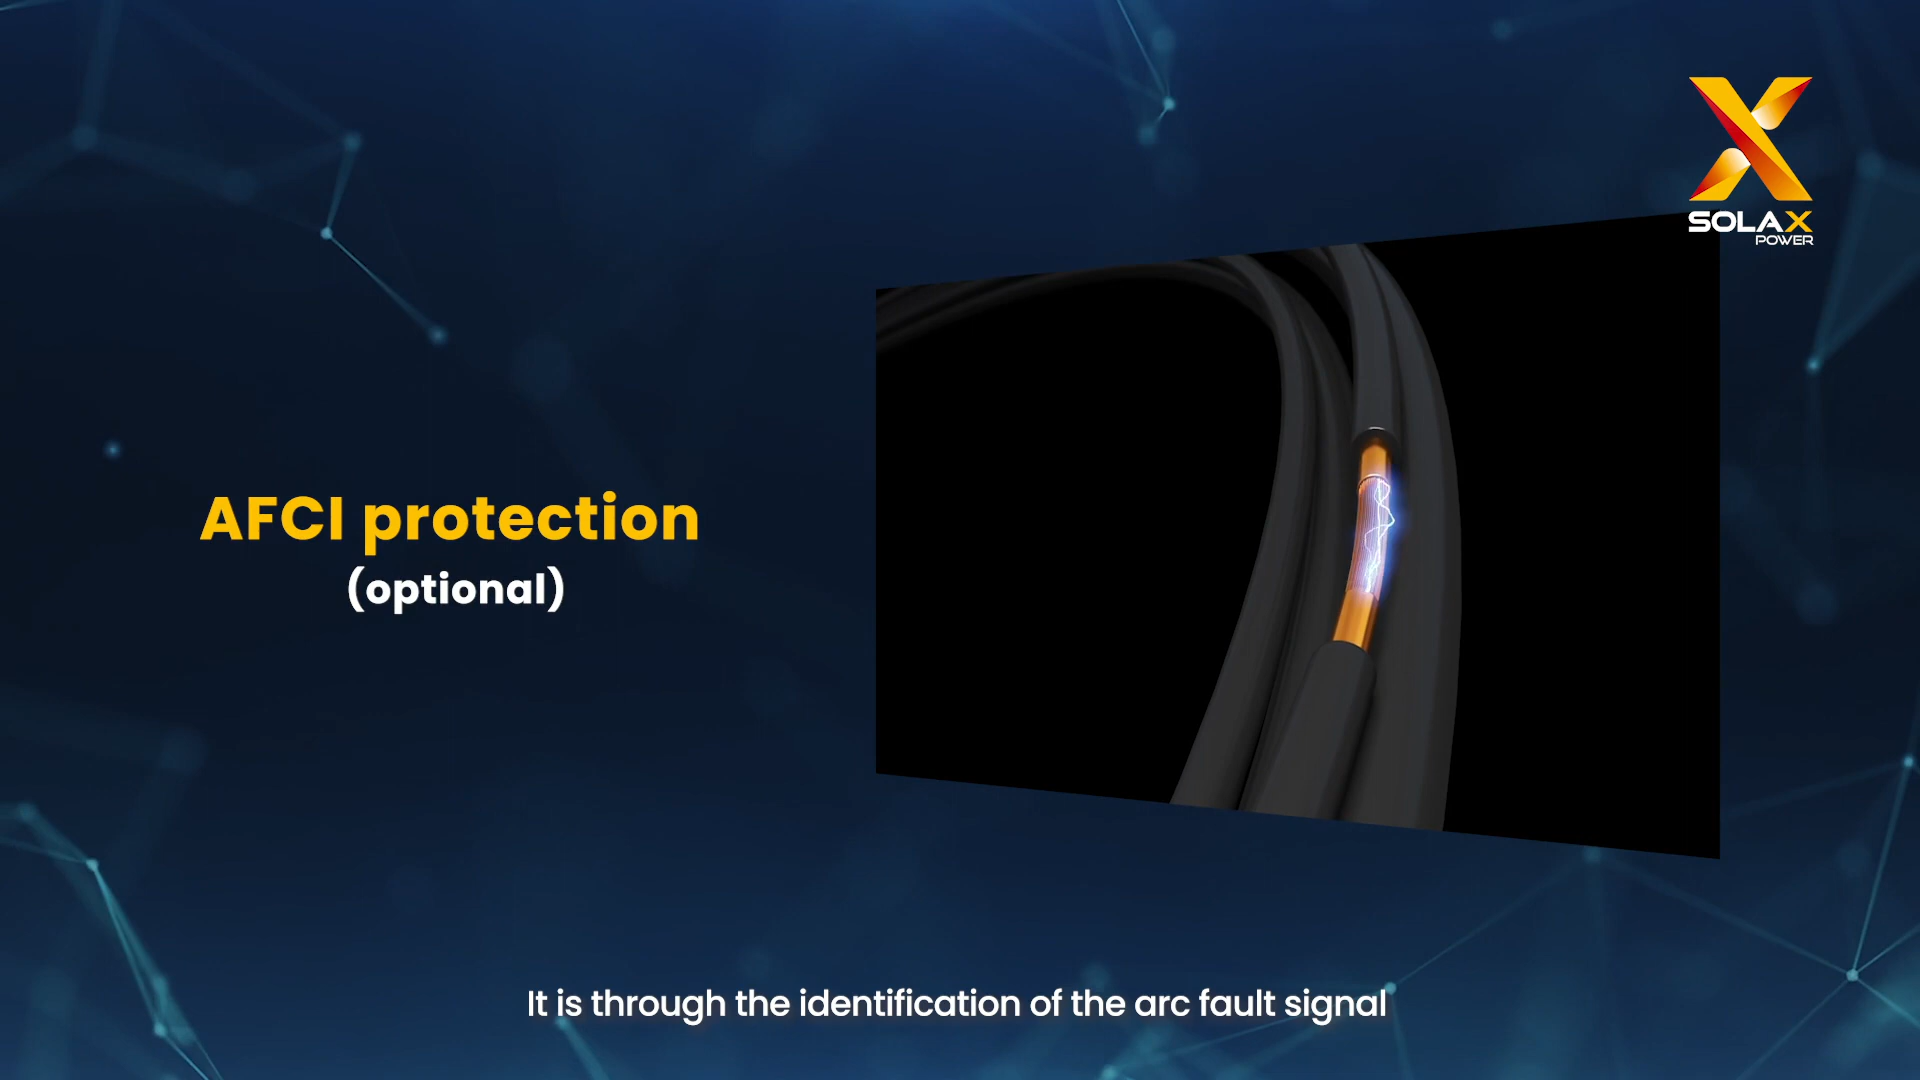 SOLAX
POWER
AFCI protection
(optional)
It is through the identification of the arc fault signal